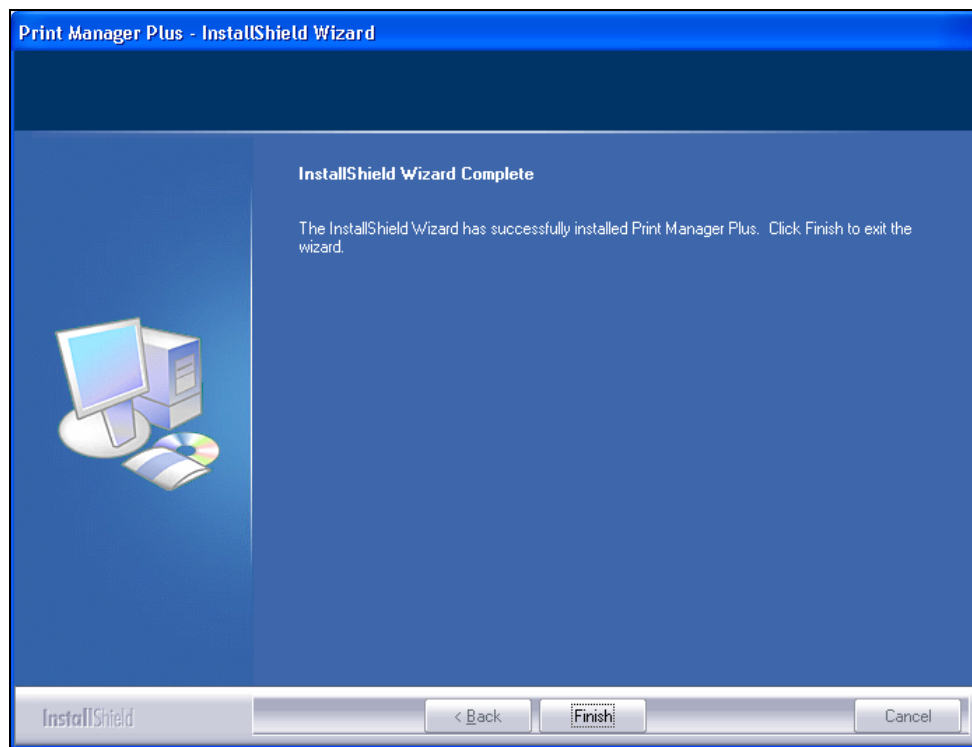 Print Manager Plus - InstallShield Wizard
InstallShield Wizard Complete
The InstallShield Wizard has successfully installed Print Manager Plus. Click Finish to exit the
wizard.
InstallShield
< Back
Finish
Cancel